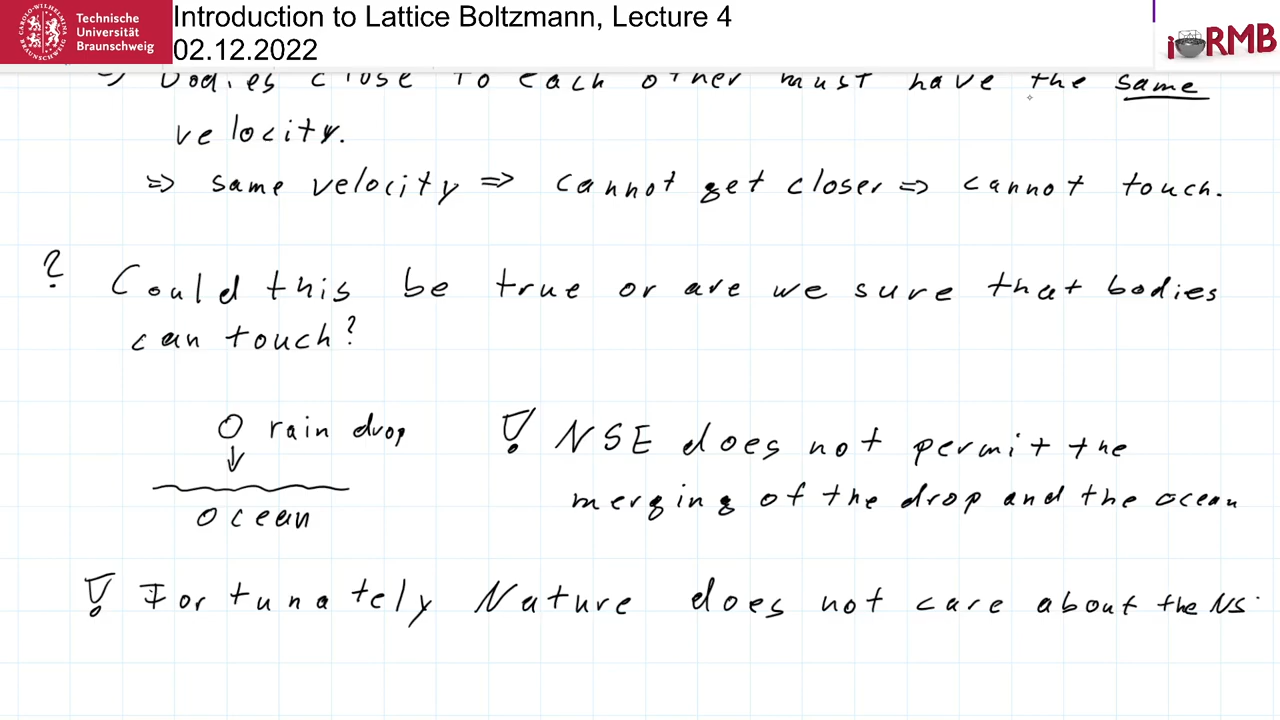 Technische
Universität
Braunschweig
Introduction to Lattice Boltzmann, Lecture 4
02.12.2022
iRMB
=> bodies close to each other must have the same
velocity.
=> same velocity => cannot get closer => cannot touch.
? Could this be true or are we sure that bodies
can touch?
rain drop
ocean
! NSE does not permit the
merging of the drop and the ocean
! Fortunately Nature does not care about the NS